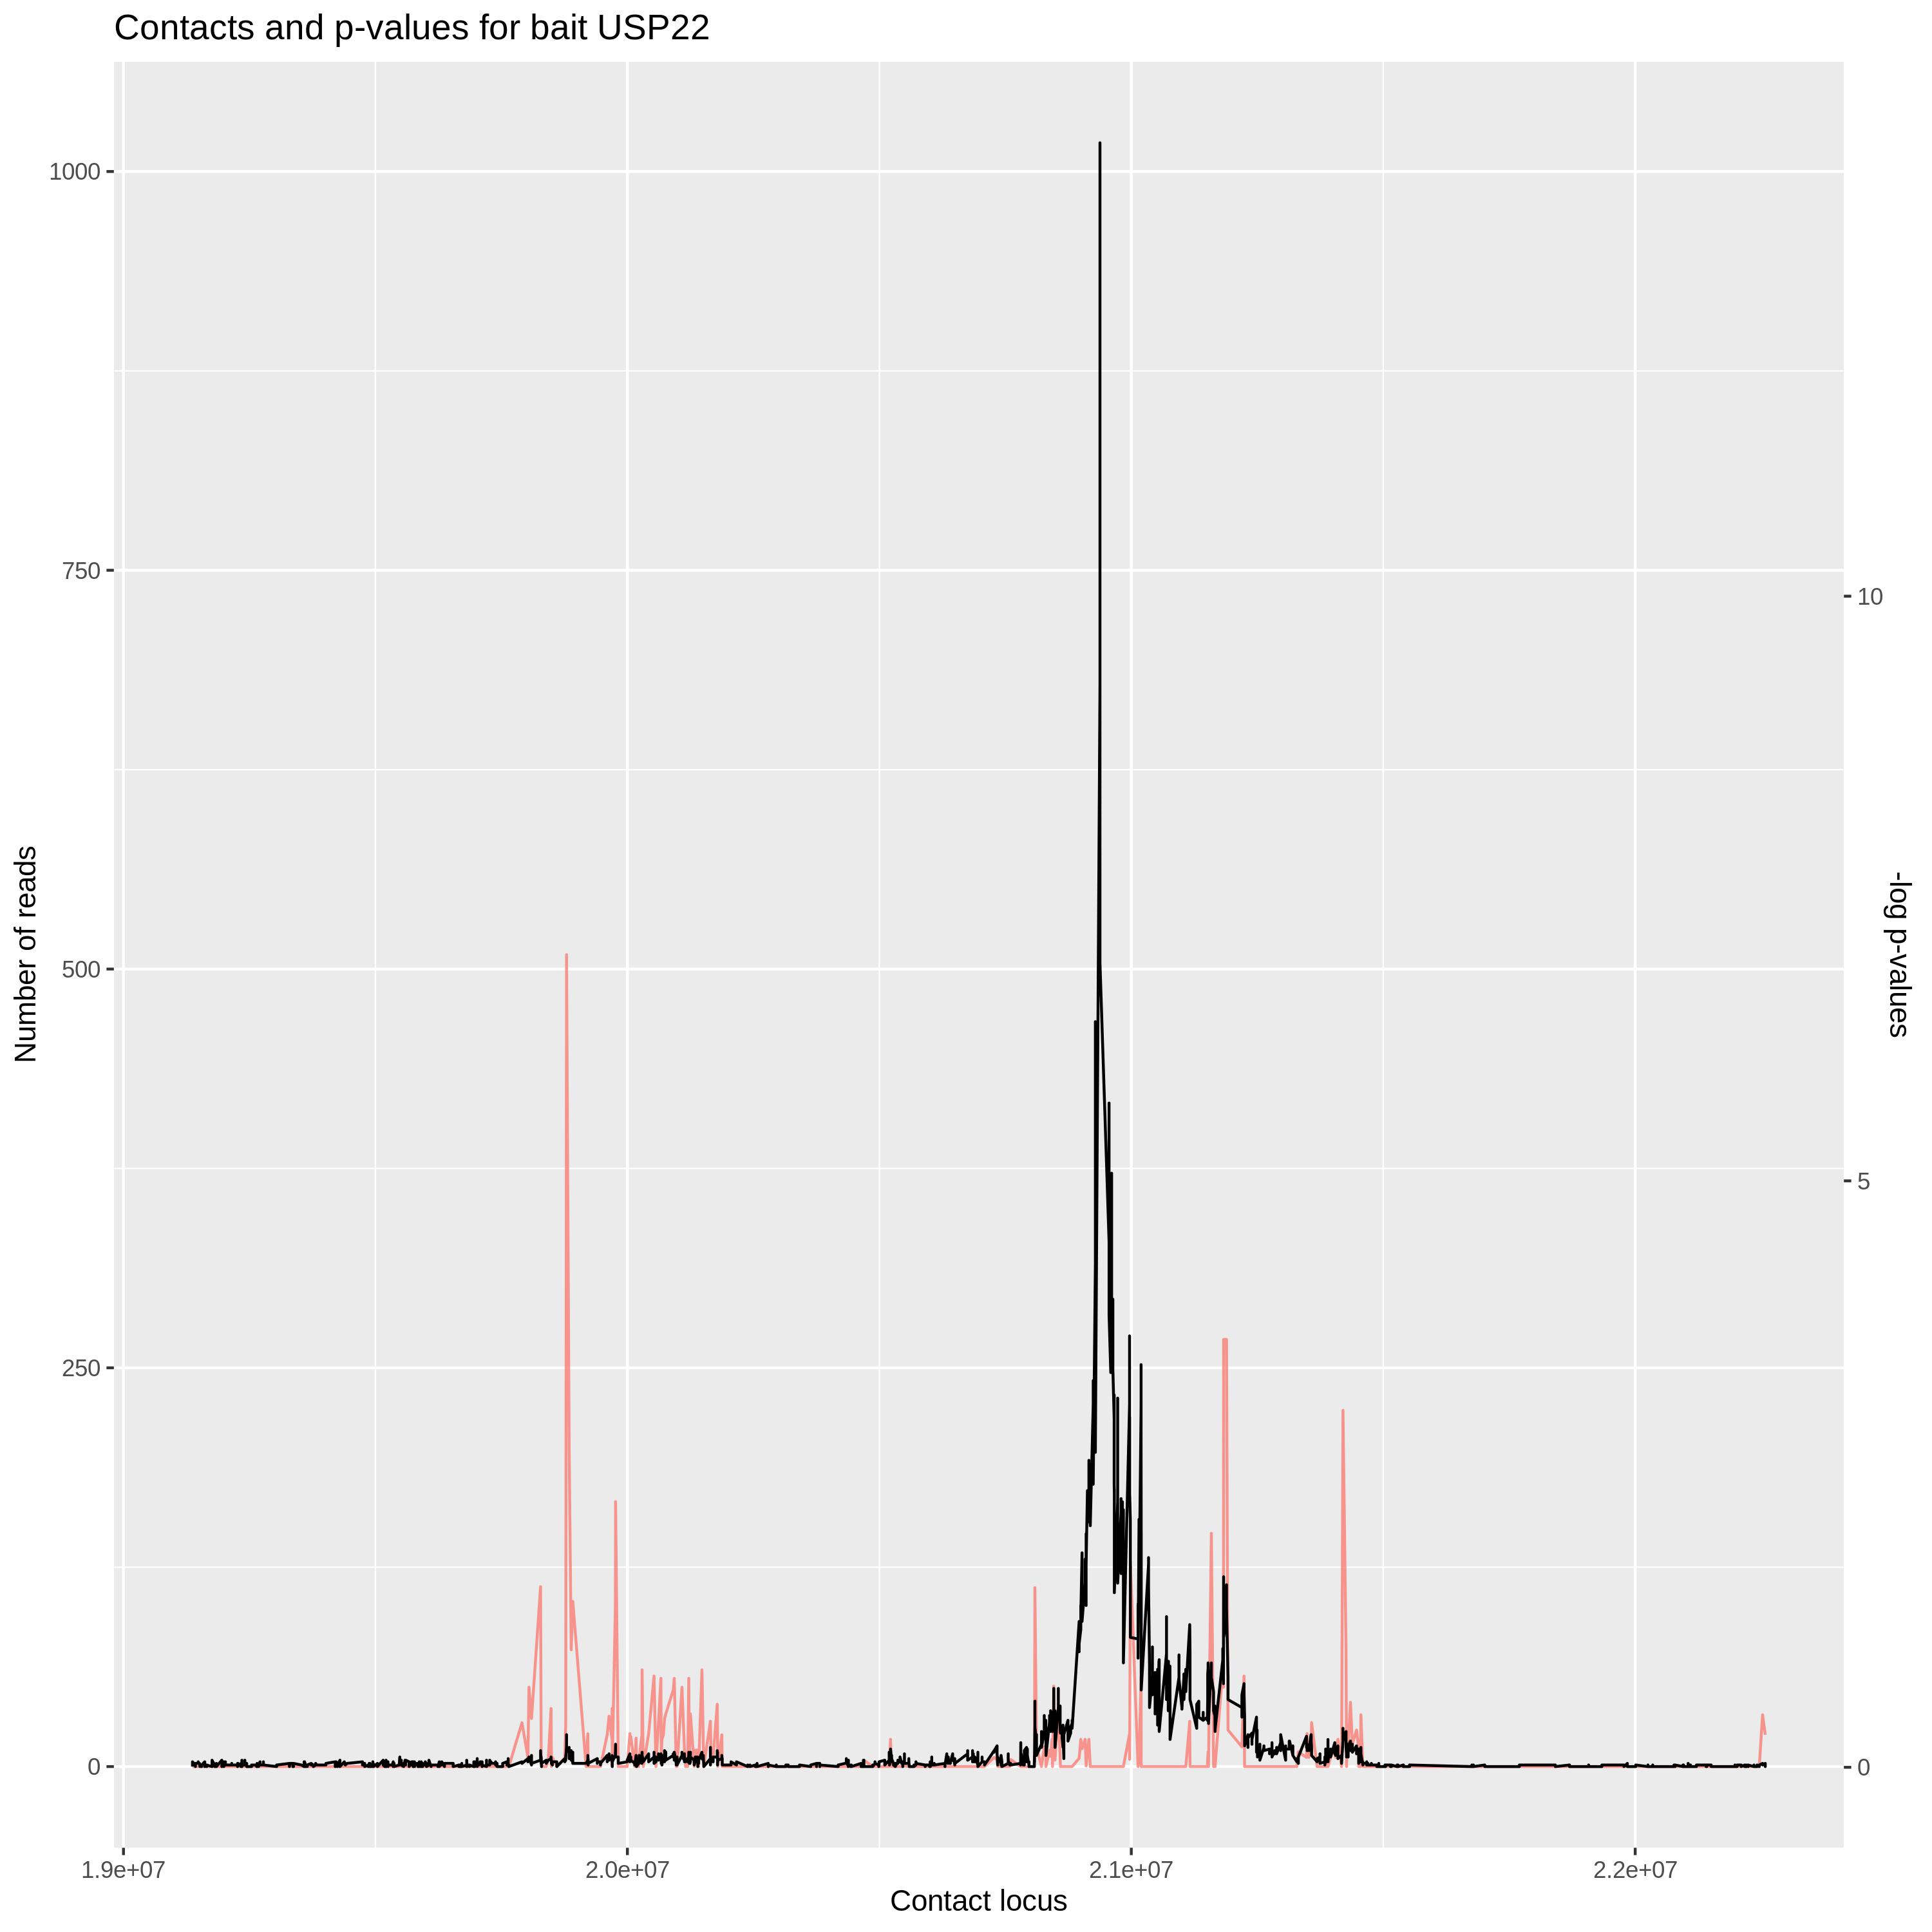 Contacts and p-values for bait USP22
1000
750
500
250
0
Number of reads
10
5
0
-log p-values
1.9e+07
2.0e+07
2.1e+07
2.2e+07
Contact locus